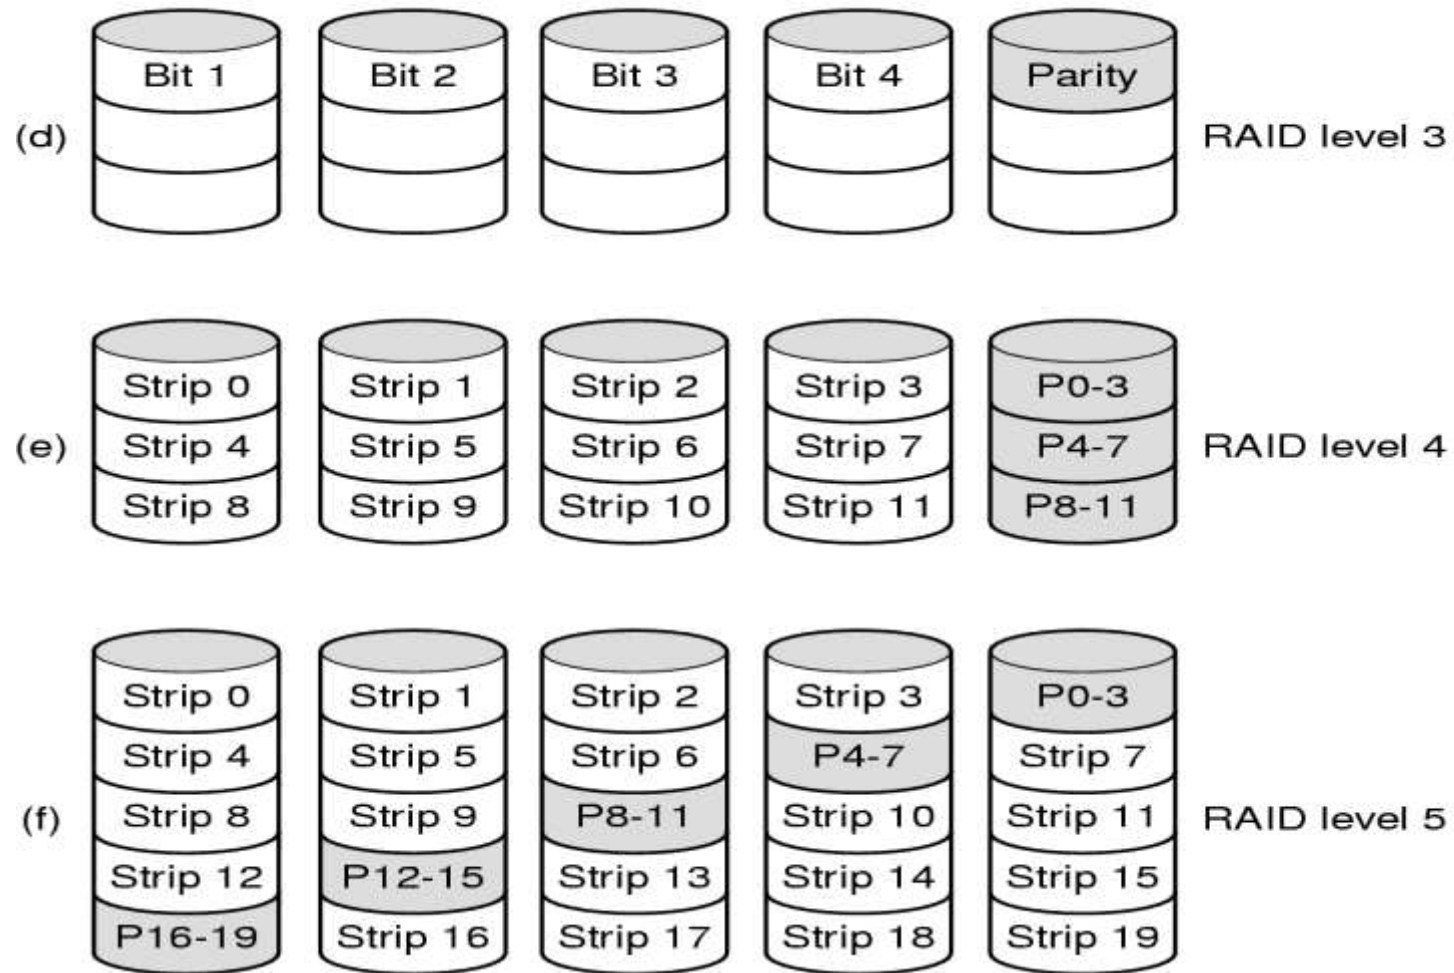 Bit 1 Bit 2 Bit 3 Bit 4 Parity
(d) RAID level 3
Strip 0 Strip 1 Strip 2 Strip 3 P0-3
(e) Strip 4 Strip 5 Strip 6 Strip 7 P4-7 RAID level 4
Strip 8 Strip 9 Strip 10 Strip 11 P8-11
Strip 0 Strip 1 Strip 2 Strip 3 P0-3
Strip 4 Strip 5 Strip 6 P4-7 Strip 7
(f) Strip 8 Strip 9 P8-11 Strip 10 Strip 11 RAID level 5
Strip 12 P12-15 Strip 13 Strip 14 Strip 15
P16-19 Strip 16 Strip 17 Strip 18 Strip 19